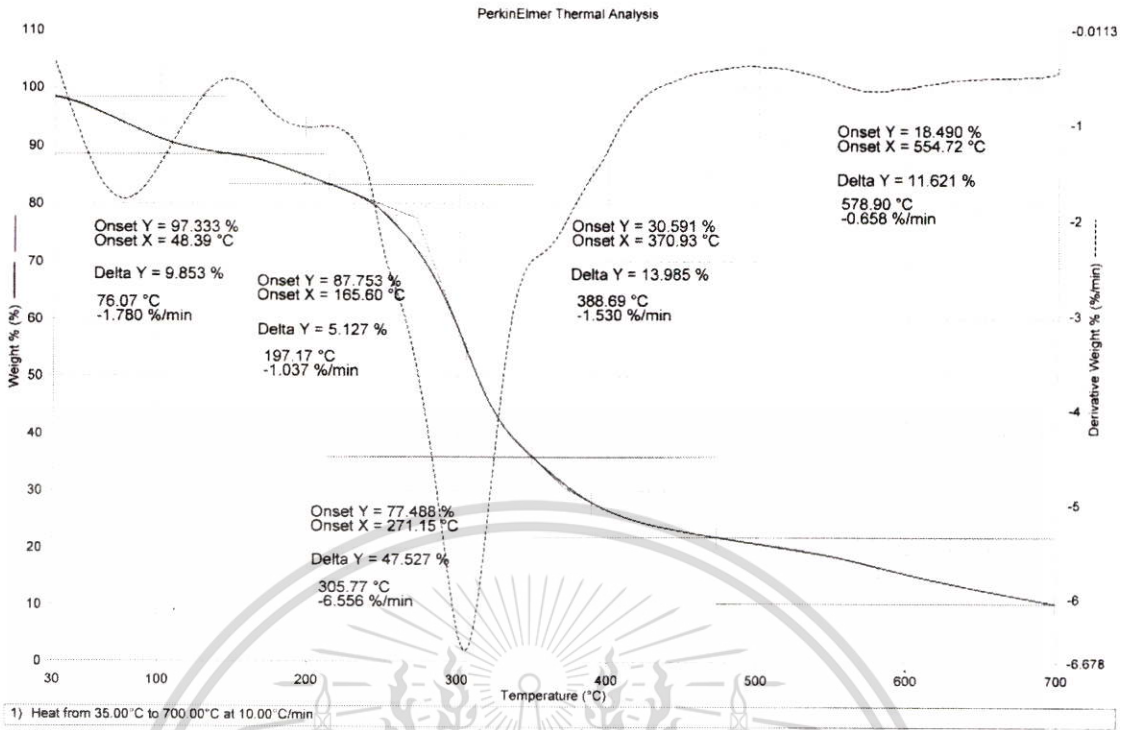 PerkinElmer Thermal Analysis
110
100
90
80
70
60
50
40
30
20
10
0
Weight % (%)
-0.0113
-1
-2
-3
-4
-5
-6
-6.678
Derivative Weight % (%/min)
Onset Y = 97.333 %
Onset X = 48.39 °C
Delta Y = 9.853 %
76.07 °C
-1.780 %/min
Onset Y = 87.753 %
Onset X = 165.60 °C
Delta Y = 5.127 %
197.17 °C
-1.037 %/min
Onset Y = 77.488 %
Onset X = 271.15 °C
Delta Y = 47.527 %
305.77 °C
-6.556 %/min
Onset Y = 30.591 %
Onset X = 370.93 °C
Delta Y = 13.985 %
388.69 °C
-1.530 %/min
Onset Y = 18.490 %
Onset X = 554.72 °C
Delta Y = 11.621 %
578.90 °C
-0.658 %/min
30 100 200 300 400 500 600 700
Temperature (°C)
1) Heat from 35.00°C to 700.00°C at 10.00°C/min